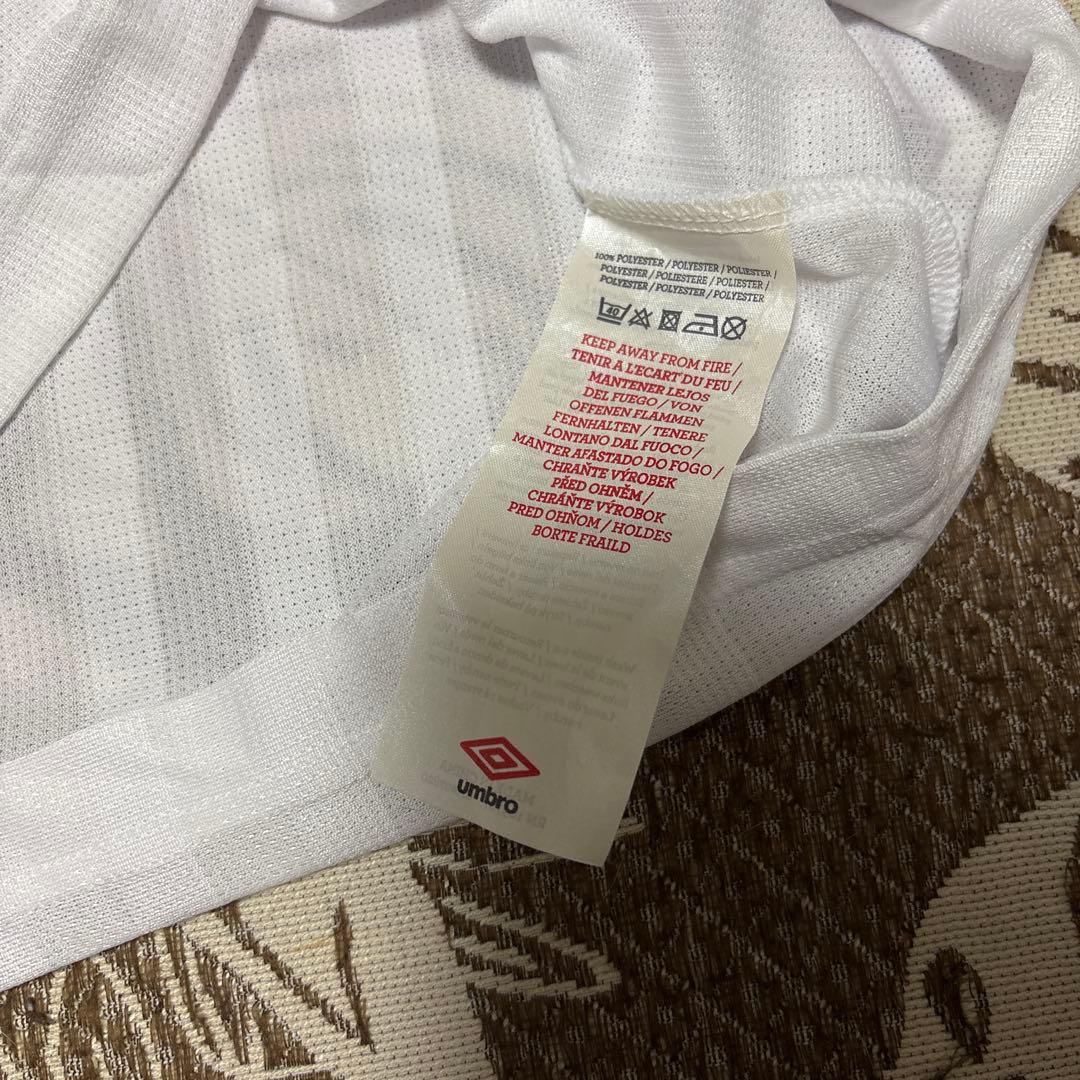 100% POLYESTER / POLYESTER / POLIESTER /
POLYESTER / POLIESTERE / POLIESTER /
POLYESTER / POLYESTER / POLYESTER
40
KEEP AWAY FROM FIRE /
TENIR A L'ECART DU FEU /
MANTENER LEJOS
DEL FUEGO / VON
OFFENEN FLAMMEN
FERNHALTEN / TENERE
LONTANO DAL FUOCO /
MANTER AFASTADO DO FOGO /
CHRAŇTE VÝROBEK
PŘED OHNĚM /
CHRÁŇTE VÝROBOK
PRED OHŇOM / HOLDES
BORTE FRAILD
umbro